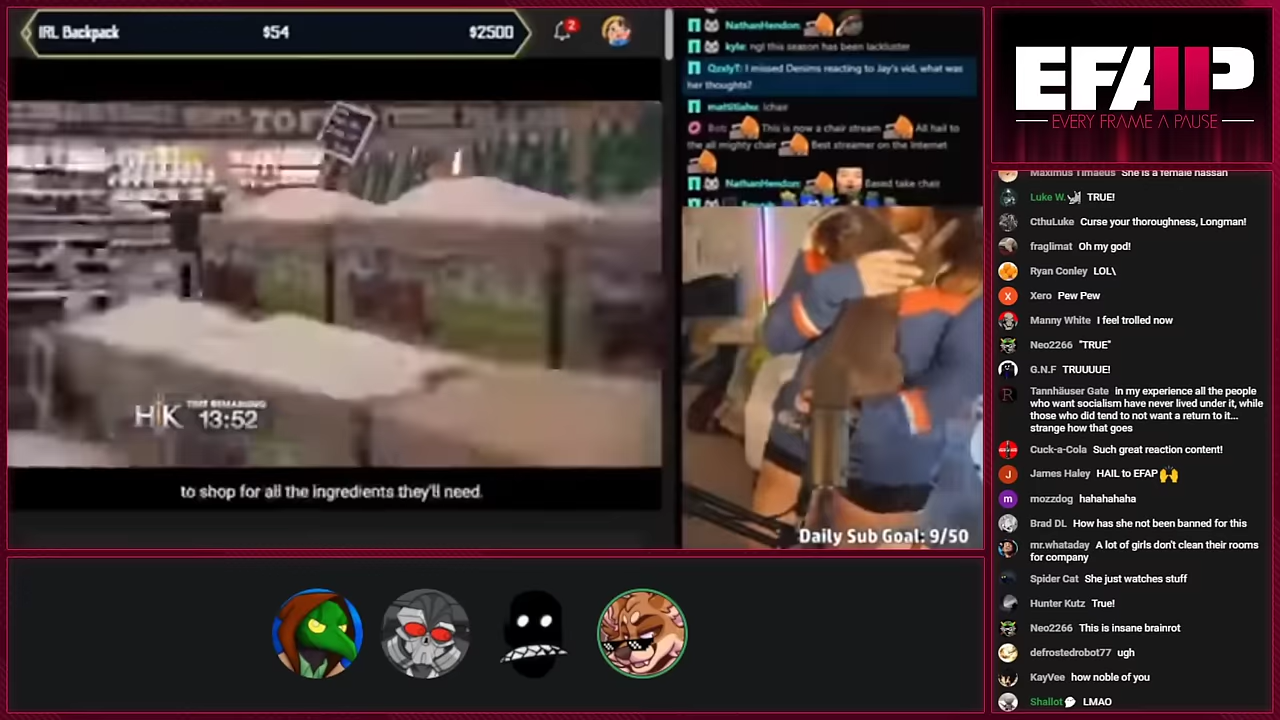 IRL Backpack $54 $2500
2
NathanHendon:
kyle: ngl this season has been lackluster
QzxlyT: I missed Denims reacting to Jay's vid, what was
her thoughts?
mattitiahu: !chair
Bot: This is now a chair stream All hail to
the all mighty chair Best streamer on the Internet
NathanHendon: Based take chair
HK TIME REMAINING
13:52
to shop for all the ingredients they'll need.
Daily Sub Goal: 9/50
EFAP
EVERY FRAME A PAUSE
Maximus Timaeus She is a female hassan
Luke W. TRUE!
CthuLuke Curse your thoroughness, Longman!
fraglimat Oh my god!
Ryan Conley LOL\
X
Xero Pew Pew
Manny White I feel trolled now
Neo2266 "TRUE"
G.N.F TRUUUUE!
Tannhäuser Gate in my experience all the people
who want socialism have never lived under it, while
those who did tend to not want a return to it...
strange how that goes
Cuck-a-Cola Such great reaction content!
J
James Haley HAIL to EFAP
m
mozzdog hahahahaha
Brad DL How has she not been banned for this
mr.whataday A lot of girls don't clean their rooms
for company
Spider Cat She just watches stuff
Hunter Kutz True!
Neo2266 This is insane brainrot
defrostedrobot77 ugh
KayVee how noble of you
Shallot LMAO